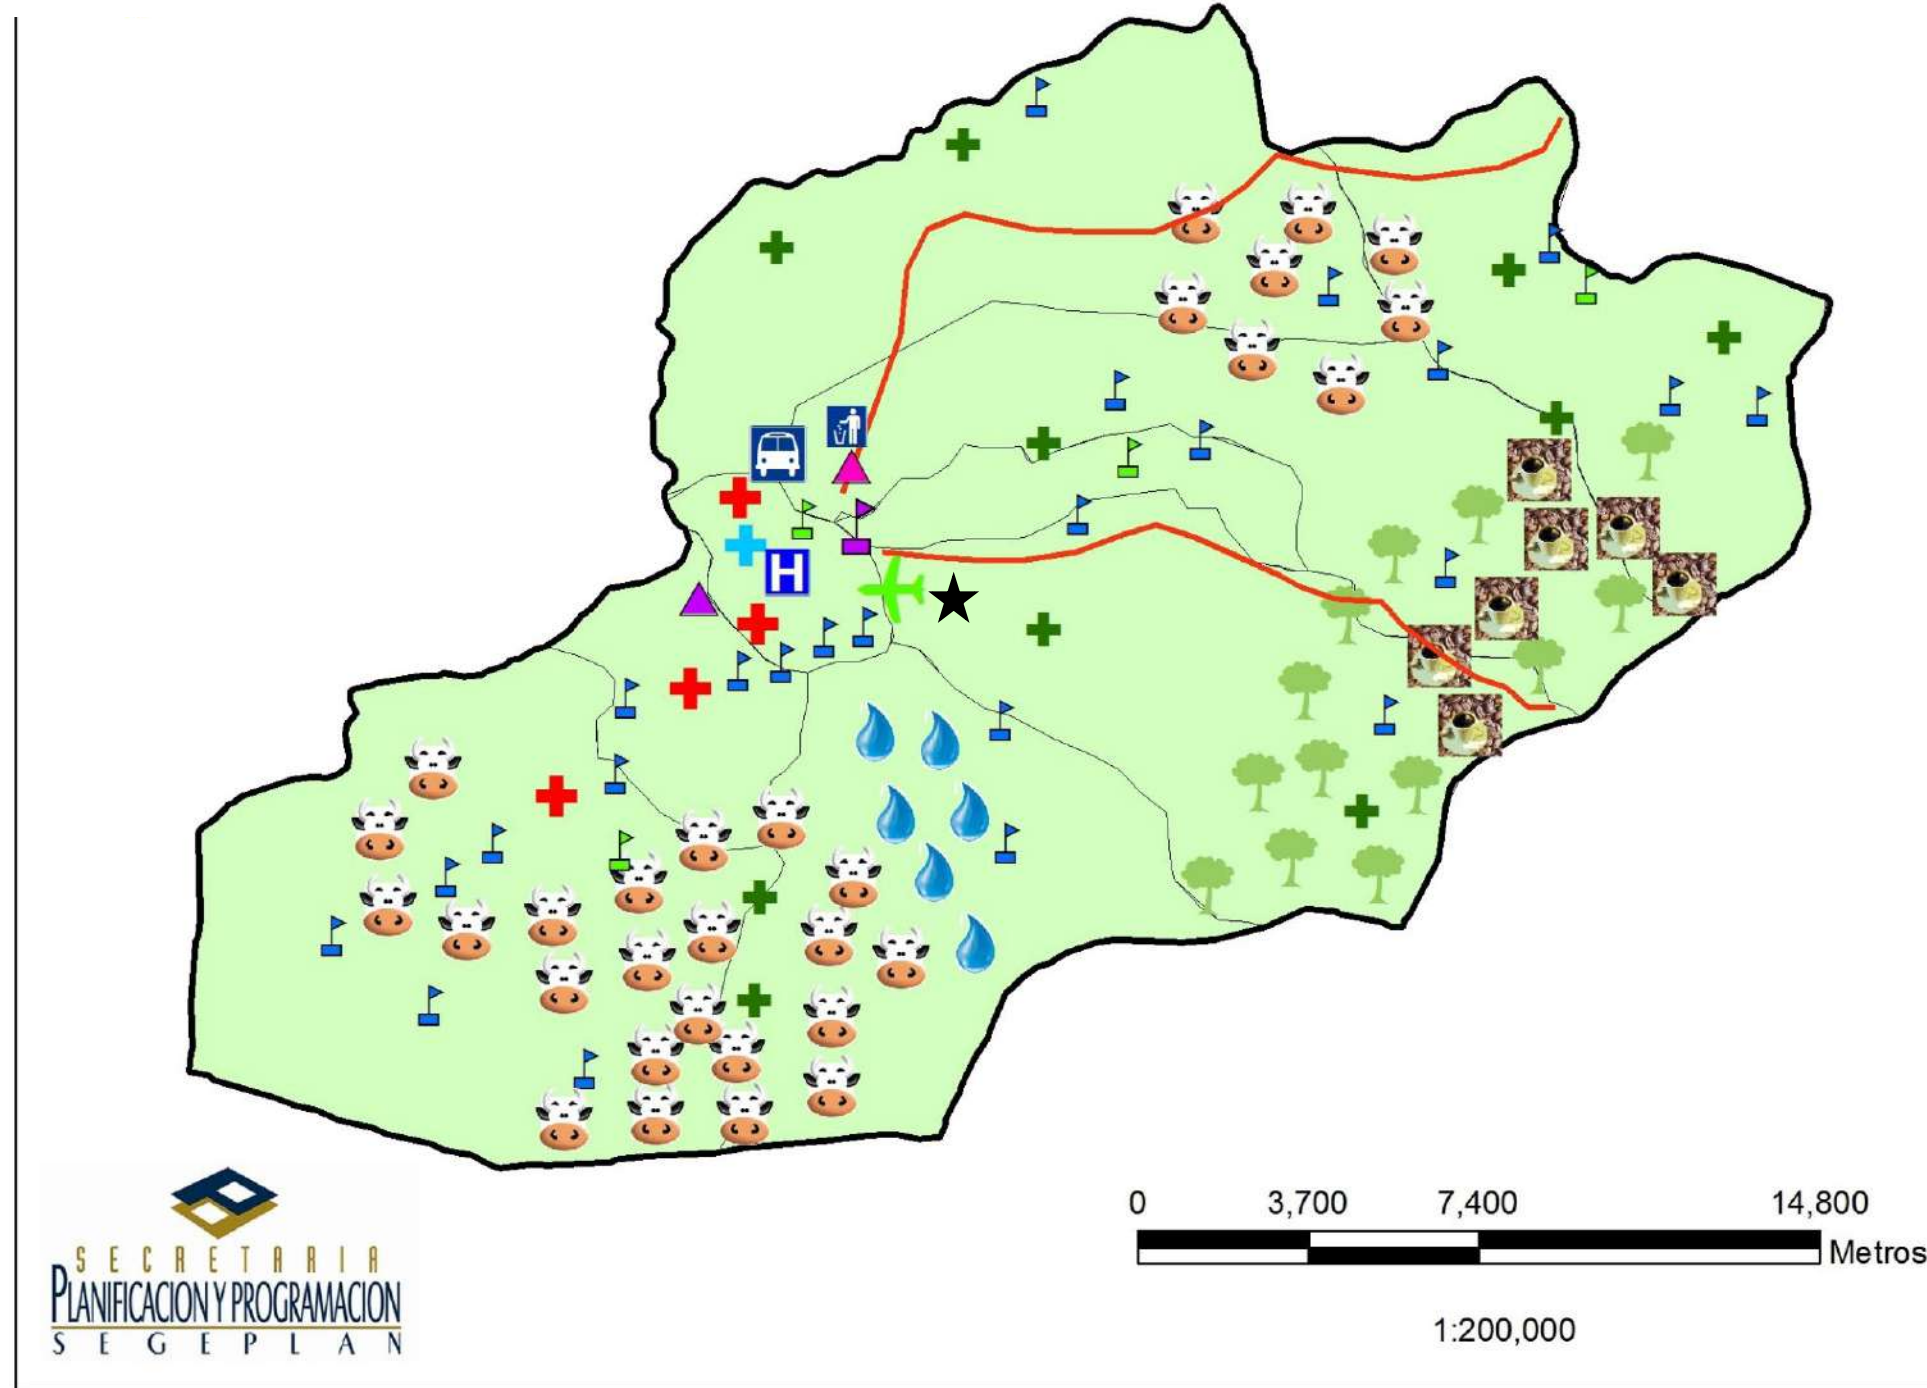 H
0 3,700 7,400 14,800
Metros
1:200,000
SECRETARIA
PLANIFICACION Y PROGRAMACION
SEGEPLAN